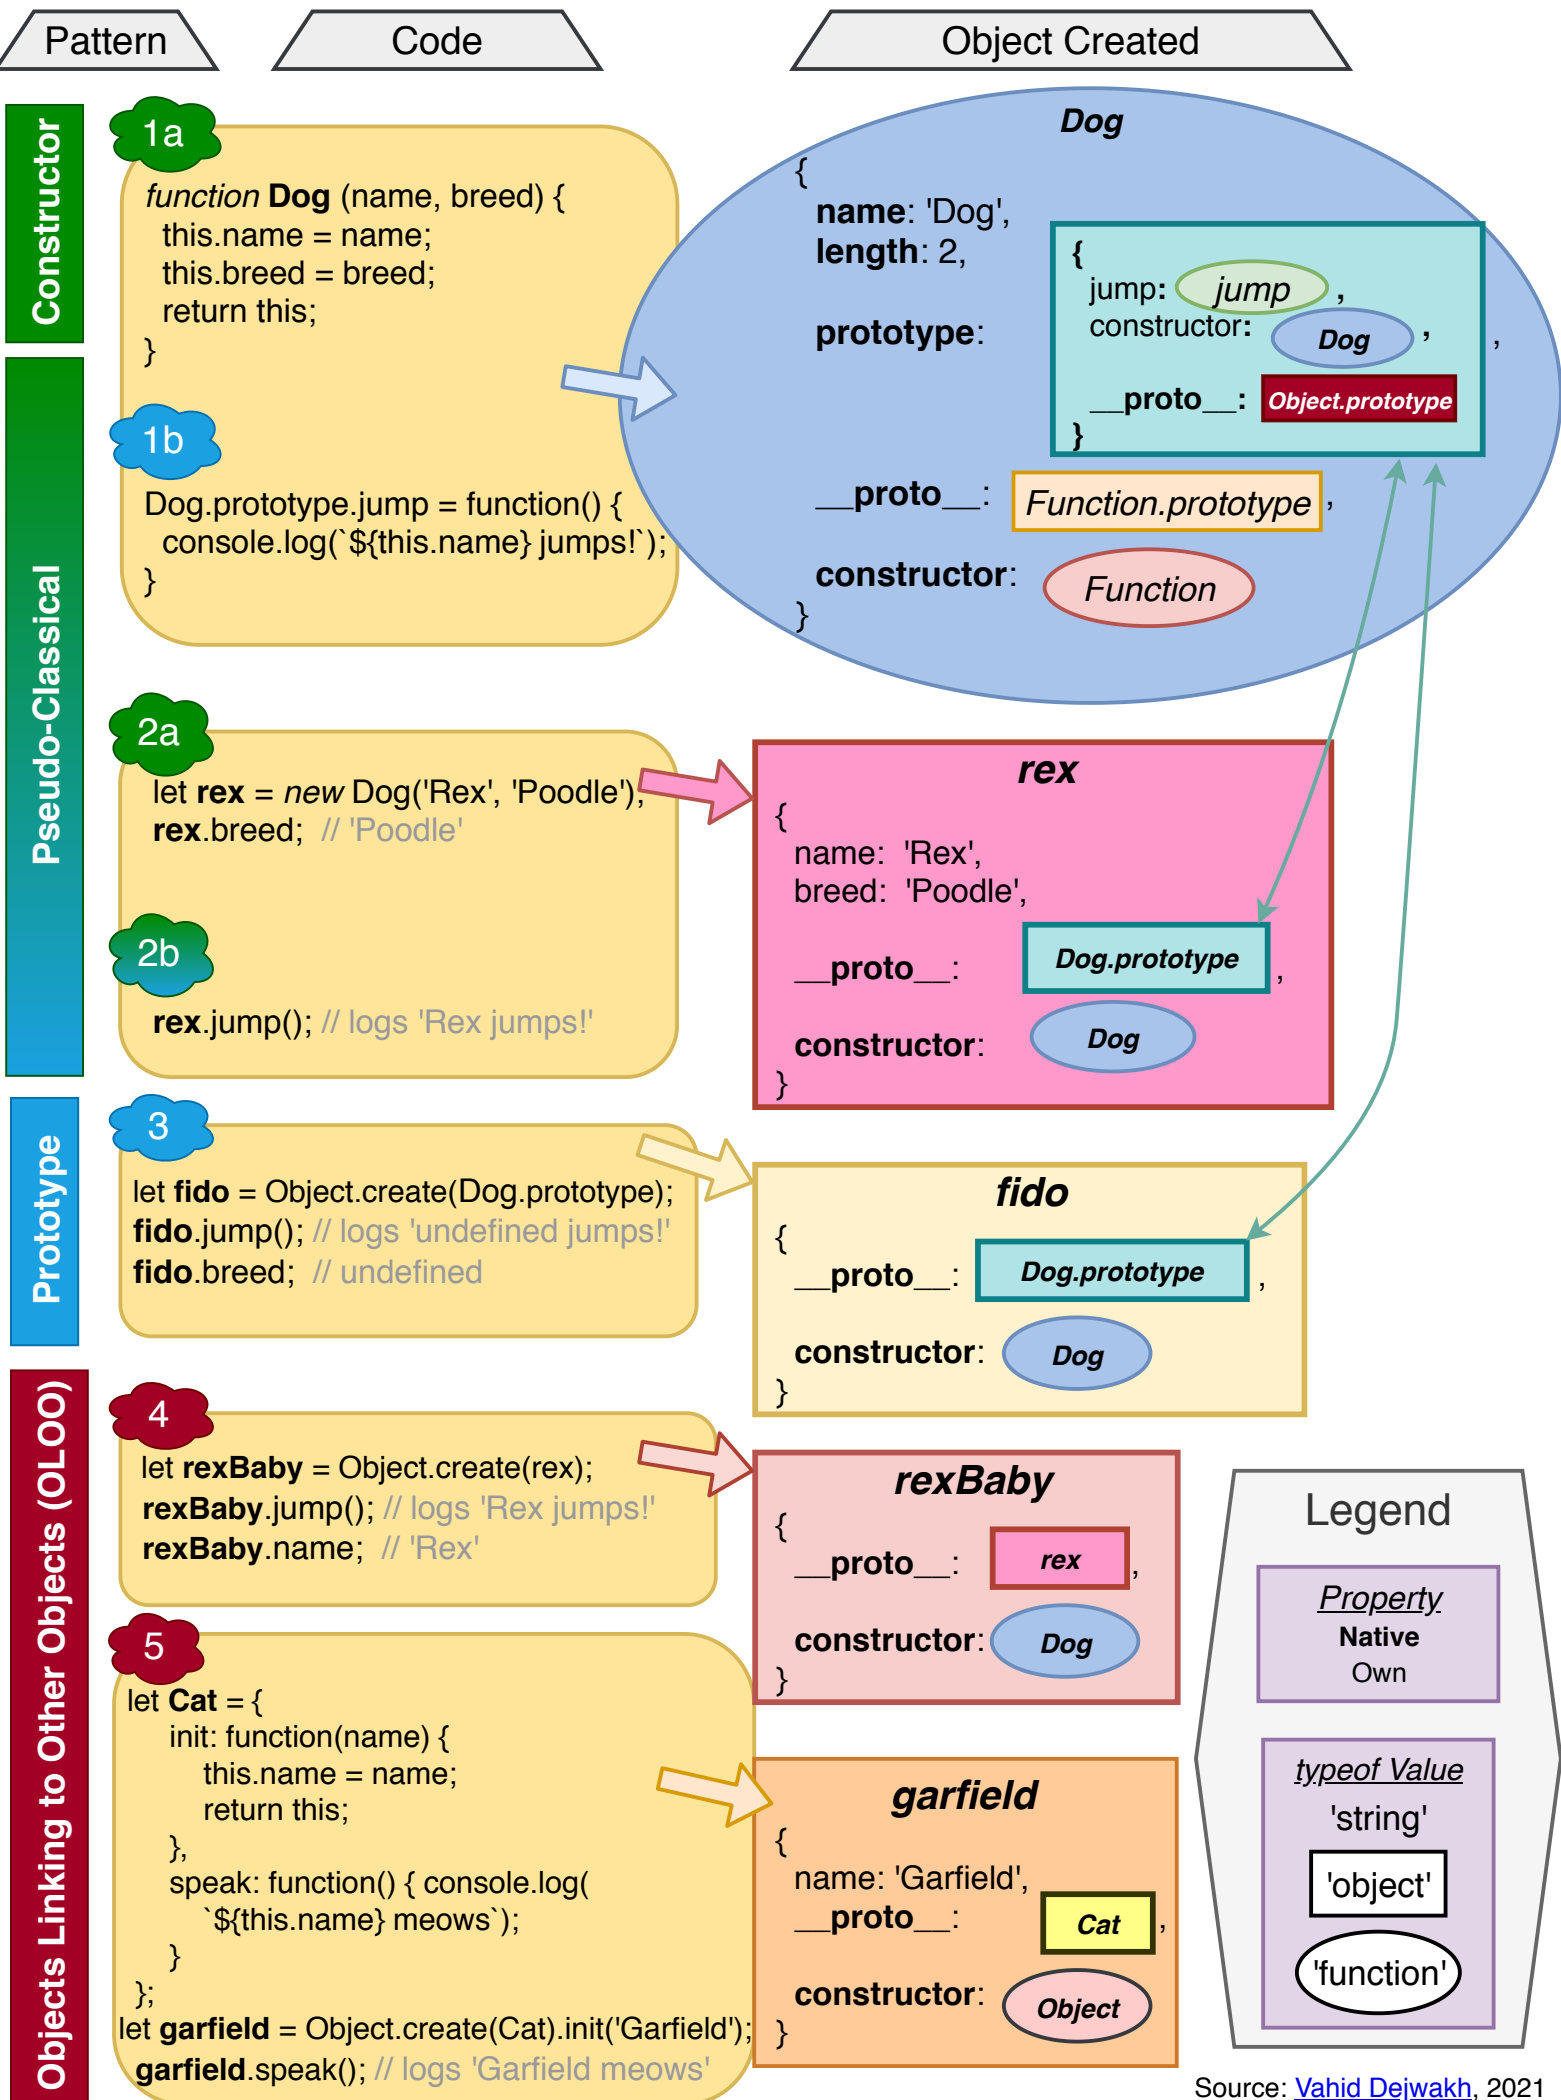 Pattern
Code
Object Created
Constructor
Pseudo-Classical
Prototype
Objects Linking to Other Objects (OLOO)
1a
function Dog (name, breed) {
this.name = name;
this.breed = breed;
return this;
}
1b
Dog.prototype.jump = function() {
console.log(`${this.name} jumps!`);
}
Dog
{
name: 'Dog',
length: 2,
prototype:
{
jump: jump ,
constructor: Dog ,
__proto__: Object.prototype
}
,
__proto__: Function.prototype ,
constructor: Function
}
2a
let rex = new Dog('Rex', 'Poodle'),
rex.breed; // 'Poodle'
2b
rex.jump(); // logs 'Rex jumps!'
rex
{
name: 'Rex',
breed: 'Poodle',
__proto__: Dog.prototype ,
constructor: Dog
}
3
let fido = Object.create(Dog.prototype);
fido.jump(); // logs 'undefined jumps!'
fido.breed; // undefined
fido
{
__proto__: Dog.prototype ,
constructor: Dog
}
4
let rexBaby = Object.create(rex);
rexBaby.jump(); // logs 'Rex jumps!'
rexBaby.name; // 'Rex'
rexBaby
{
__proto__: rex ,
constructor: Dog
}
5
let Cat = {
init: function(name) {
this.name = name;
return this;
},
speak: function() { console.log(
`${this.name} meows`);
}
};
let garfield = Object.create(Cat).init('Garfield');
garfield.speak(); // logs 'Garfield meows'
garfield
{
name: 'Garfield',
__proto__: Cat ,
constructor: Object
}
Legend
Property
Native
Own
typeof Value
'string'
'object'
'function'
Source: Vahid Dejwakh, 2021